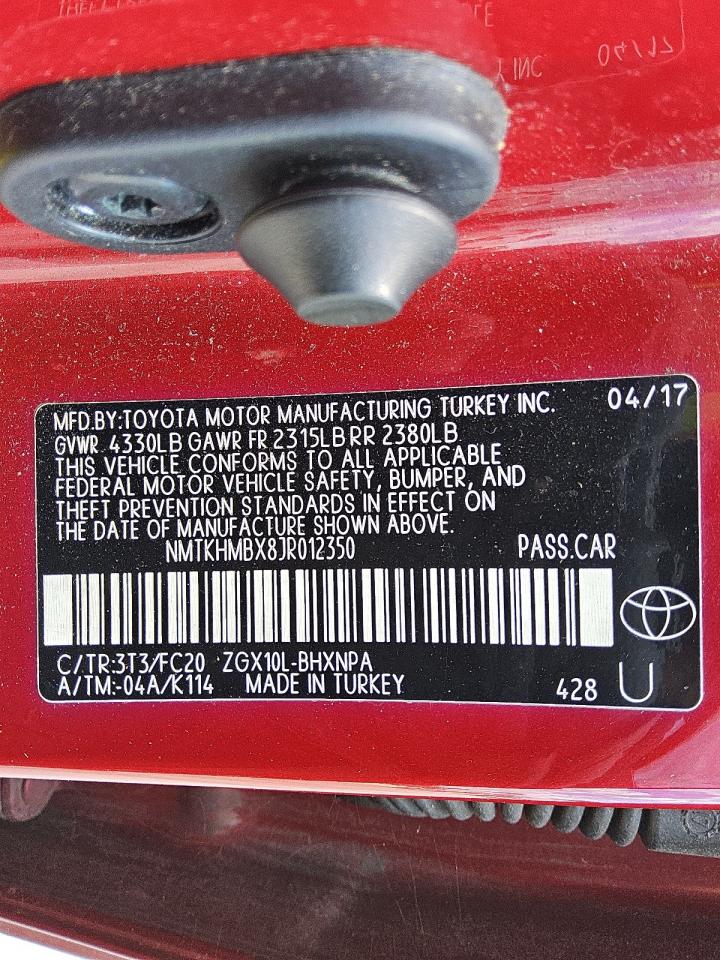 MFD.BY:TOYOTA MOTOR MANUFACTURING TURKEY INC. 04/17
GVWR 4330LB GAWR FR 2315LB RR 2380LB
THIS VEHICLE CONFORMS TO ALL APPLICABLE
FEDERAL MOTOR VEHICLE SAFETY, BUMPER, AND
THEFT PREVENTION STANDARDS IN EFFECT ON
THE DATE OF MANUFACTURE SHOWN ABOVE.
NMTKHMBX8JR012350 PASS.CAR
C/TR:3T3/FC20 ZGX10L-BHXNPA
A/TM:-04A/K114 MADE IN TURKEY 428 U